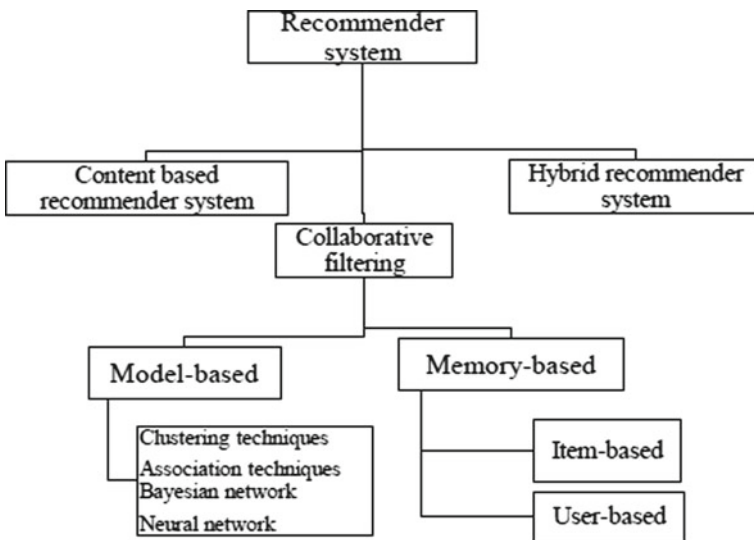 Recommender
system
Content based
recommender system
Hybrid recommender
system
Collaborative
filtering
Model-based
Memory-based
Clustering techniques
Association techniques
Bayesian network
Neural network
Item-based
User-based